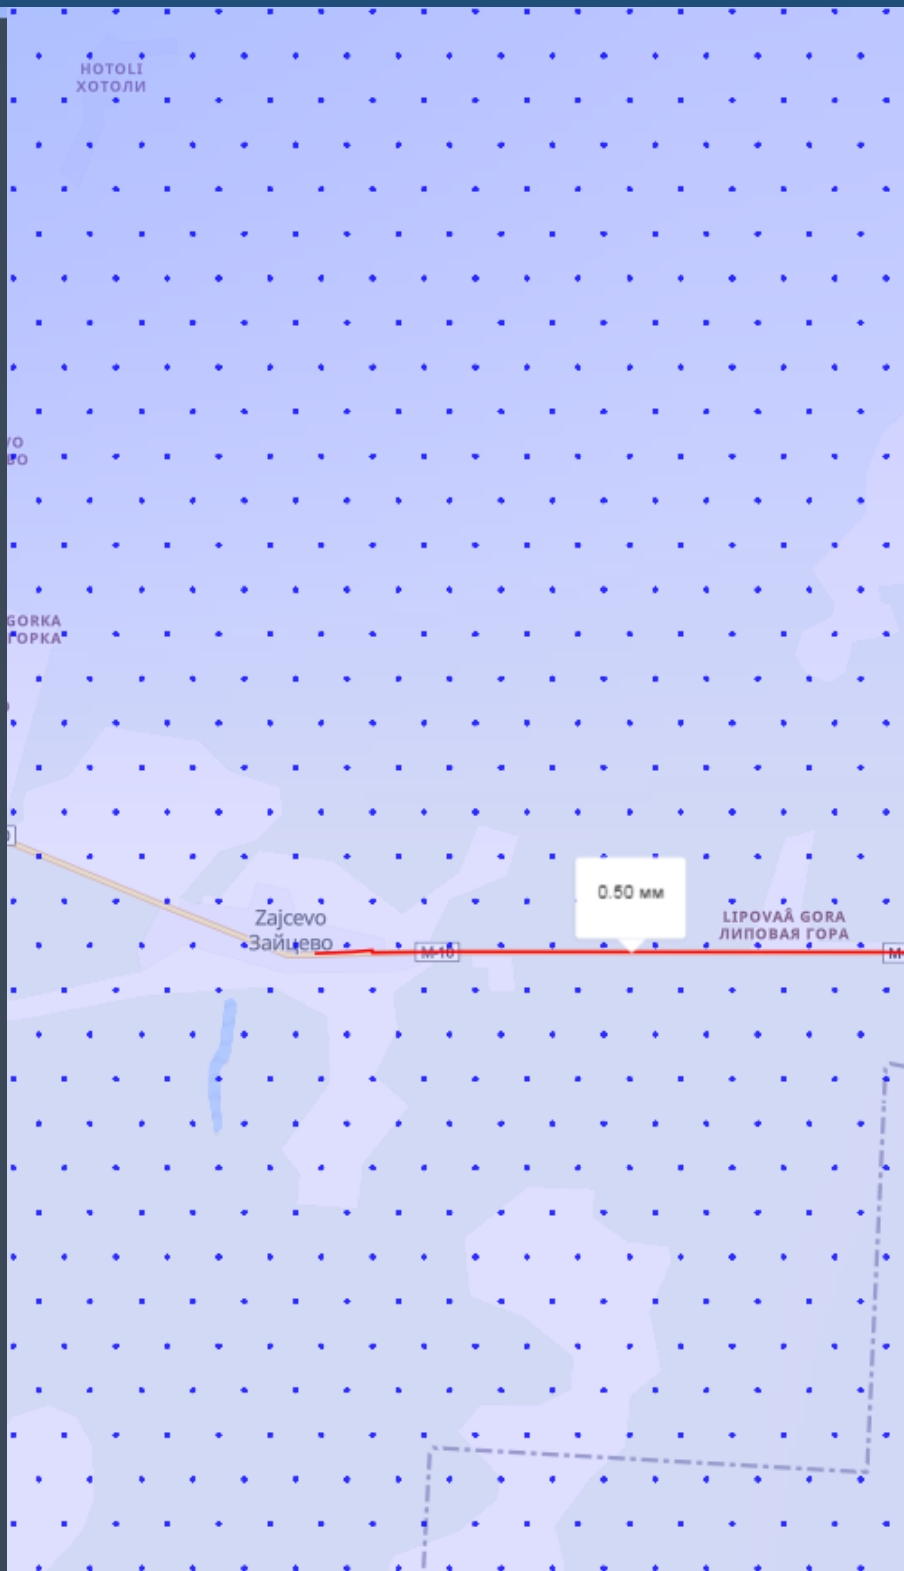 HOTOLI
ХОТОЛИ
GORKA
ГОРКА
0.50 мм
Zajcevo
Зайцево
LIPOVAÂ GORA
ЛИПОВАЯ ГОРА
M-10